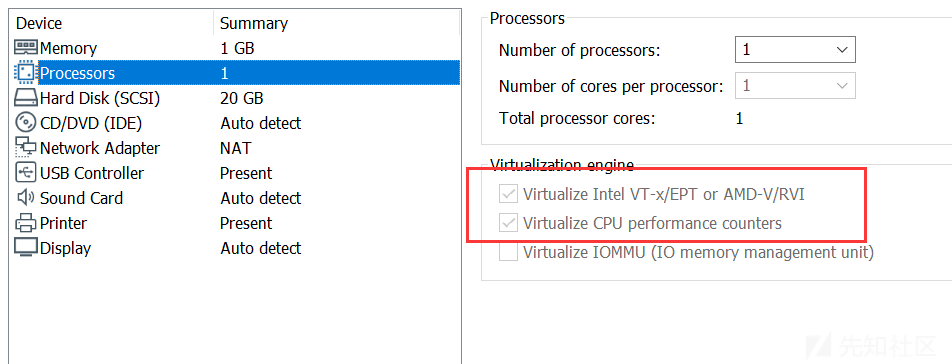 Device Summary
Memory 1 GB
Processors 1
Hard Disk (SCSI) 20 GB
CD/DVD (IDE) Auto detect
Network Adapter NAT
USB Controller Present
Sound Card Auto detect
Printer Present
Display Auto detect
Processors
Number of processors: 1
Number of cores per processor: 1
Total processor cores: 1
Virtualization engine
Virtualize Intel VT-x/EPT or AMD-V/RVI
Virtualize CPU performance counters
Virtualize IOMMU (IO memory management unit)
先知社区